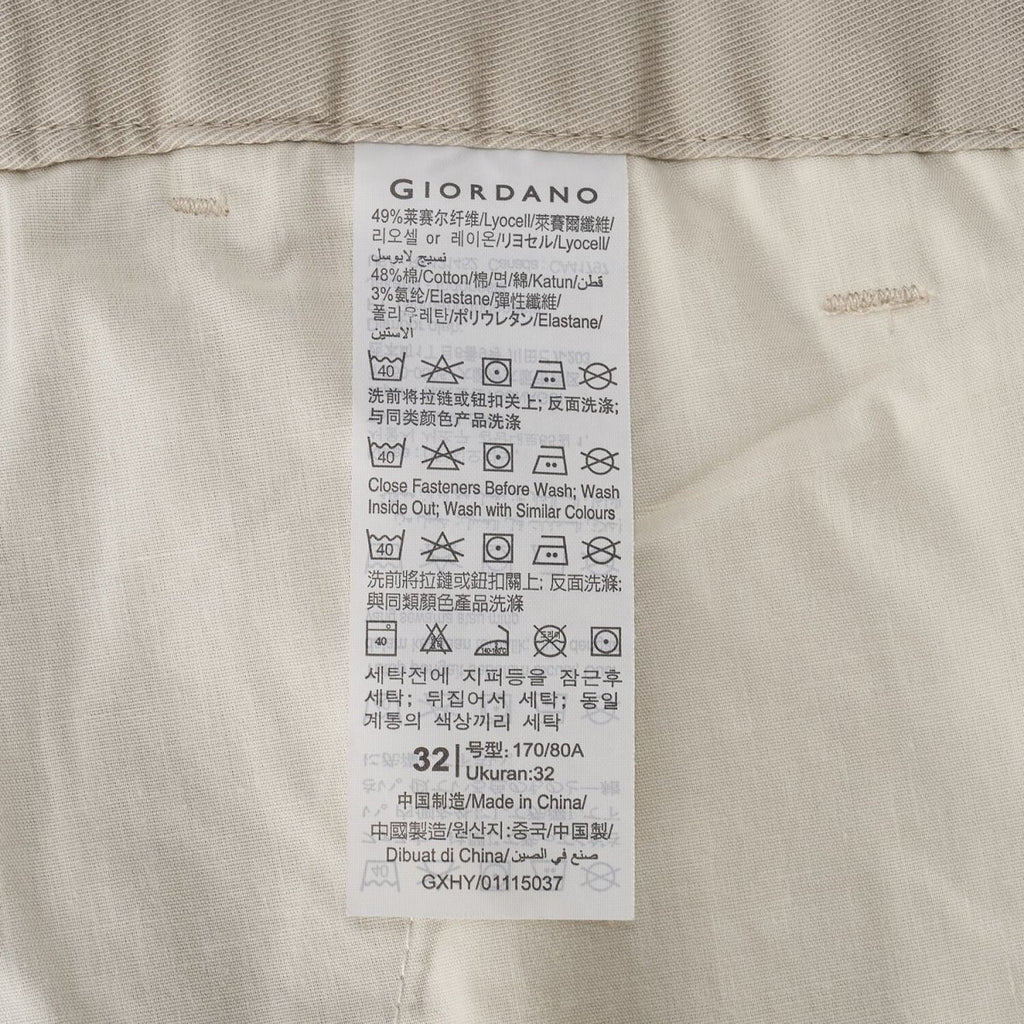 GIORDANO
49%莱赛尔纤维/Lyocell/萊賽爾纖維/
리오셀 or 레이온/リヨセル/Lyocell/
نسيج لايوسل
48%棉/Cotton/棉/면/綿/Katun/قطن
3%氨纶/Elastane/彈性纖維/
폴리우레탄/ポリウレタン/Elastane/
الاستين
40
洗前将拉链或钮扣关上; 反面洗涤;
与同类颜色产品洗涤
40
Close Fasteners Before Wash; Wash
Inside Out; Wash with Similar Colours
40
洗前將拉鏈或鈕扣關上; 反面洗滌;
與同類顏色產品洗滌
40 140-160℃ 드라이
세탁전에 지퍼등을 잠근후
세탁; 뒤집어서 세탁; 동일
계통의 색상끼리 세탁
32 号型: 170/80A
Ukuran:32
中国制造/Made in China/
中國製造/원산지:중국/中国製/
Dibuat di China/صنع في الصين
GXHY/01115037